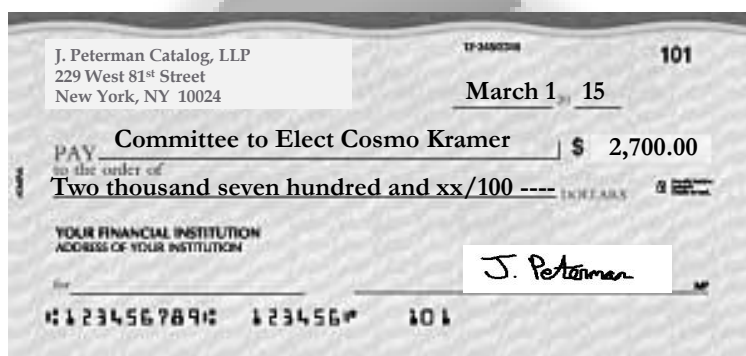 J. Peterman Catalog, LLP
229 West 81st Street
New York, NY 10024
101
March 1, 15
PAY Committee to Elect Cosmo Kramer $ 2,700.00
to the order of
Two thousand seven hundred and xx/100 ---- DOLLARS
YOUR FINANCIAL INSTITUTION
ADDRESS OF YOUR INSTITUTION
J. Peterman
for
MP
⑆123456789⑆ 123456⑈ 101